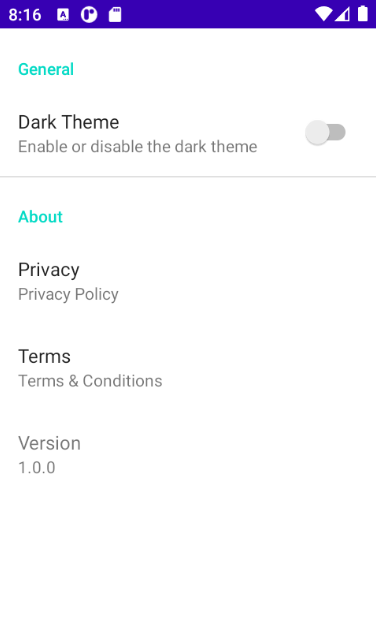 8:16
General
Dark Theme
Enable or disable the dark theme
About
Privacy
Privacy Policy
Terms
Terms & Conditions
Version
1.0.0